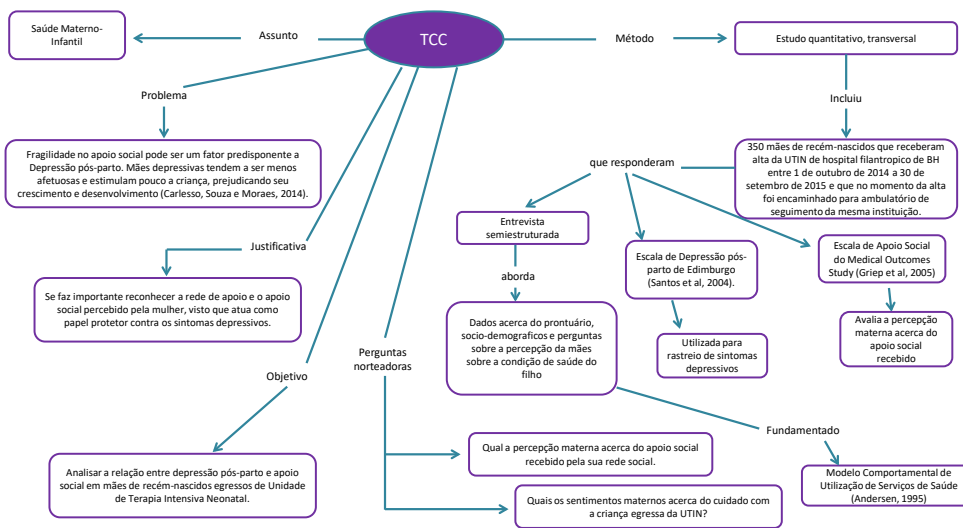 TCC
Assunto
Saúde Materno-
Infantil
Método
Estudo quantitativo, transversal
Incluiu
350 mães de recém-nascidos que receberam
alta da UTIN de hospital filantropico de BH
entre 1 de outubro de 2014 a 30 de
setembro de 2015 e que no momento da alta
foi encaminhado para ambulatório de
seguimento da mesma instituição.
Problema
Fragilidade no apoio social pode ser um fator predisponente a
Depressão pós-parto. Mães depressivas tendem a ser menos
afetuosas e estimulam pouco a criança, prejudicando seu
crescimento e desenvolvimento (Carlesso, Souza e Moraes, 2014).
que responderam
Entrevista
semiestruturada
aborda
Dados acerca do prontuário,
socio-demograficos e perguntas
sobre a percepção da mães
sobre a condição de saúde do
filho
Escala de Depressão pós-
parto de Edimburgo
(Santos et al, 2004).
Utilizada para
rastreio de sintomas
depressivos
Escala de Apoio Social
do Medical Outcomes
Study (Griep et al, 2005)
Avalia a percepção
materna acerca do
apoio social
recebido
Justificativa
Se faz importante reconhecer a rede de apoio e o apoio
social percebido pela mulher, visto que atua como
papel protetor contra os sintomas depressivos.
Objetivo
Analisar a relação entre depressão pós-parto e apoio
social em mães de recém-nascidos egressos de Unidade
de Terapia Intensiva Neonatal.
Perguntas
norteadoras
Qual a percepção materna acerca do apoio social
recebido pela sua rede social.
Quais os sentimentos maternos acerca do cuidado com
a criança egressa da UTIN?
Fundamentado
Modelo Comportamental de
Utilização de Serviços de Saúde
(Andersen, 1995)